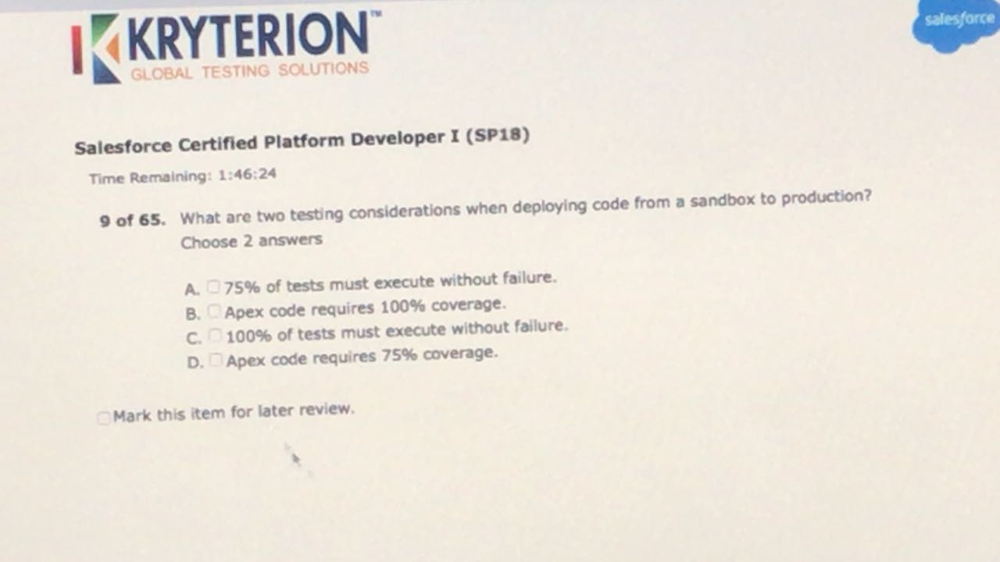 KRYTERION™
GLOBAL TESTING SOLUTIONS
salesforce
Salesforce Certified Platform Developer I (SP18)
Time Remaining: 1:46:24
9 of 65. What are two testing considerations when deploying code from a sandbox to production?
Choose 2 answers
A. 75% of tests must execute without failure.
B. Apex code requires 100% coverage.
C. 100% of tests must execute without failure.
D. Apex code requires 75% coverage.
Mark this item for later review.